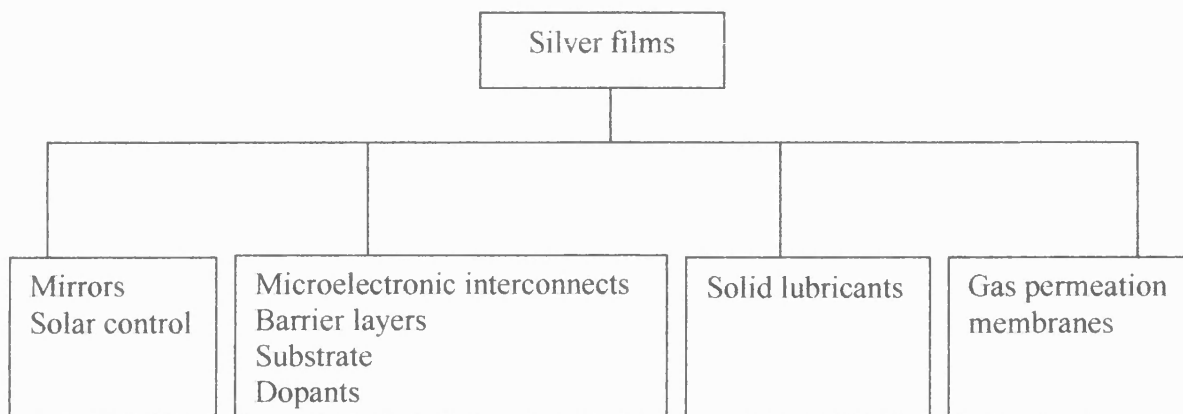 Silver films
Mirrors
Solar control
Microelectronic interconnects
Barrier layers
Substrate
Dopants
Solid lubricants
Gas permeation
membranes